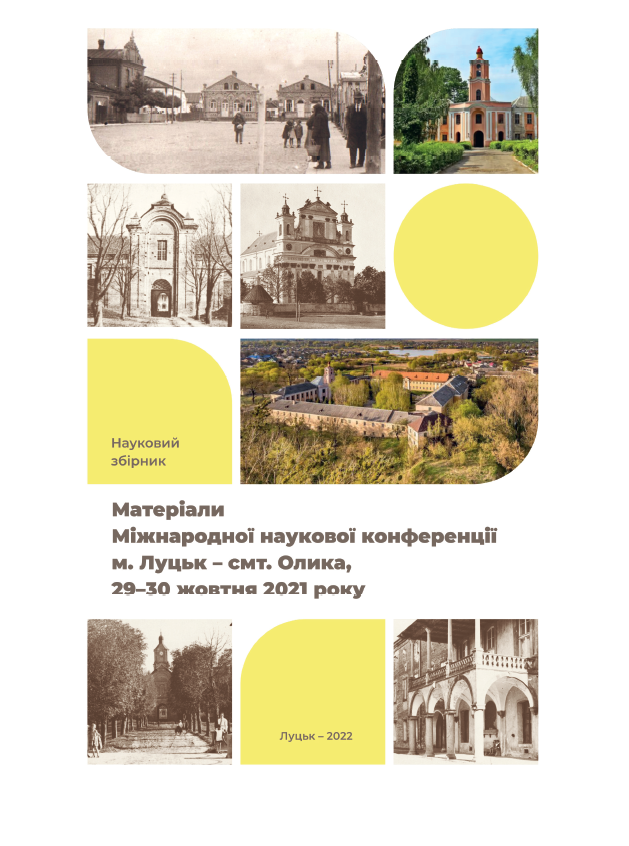 Науковий
збірник
Матеріали
Міжнародної наукової конференції
м. Луцьк – смт. Олика,
29–30 жовтня 2021 року
Луцьк – 2022